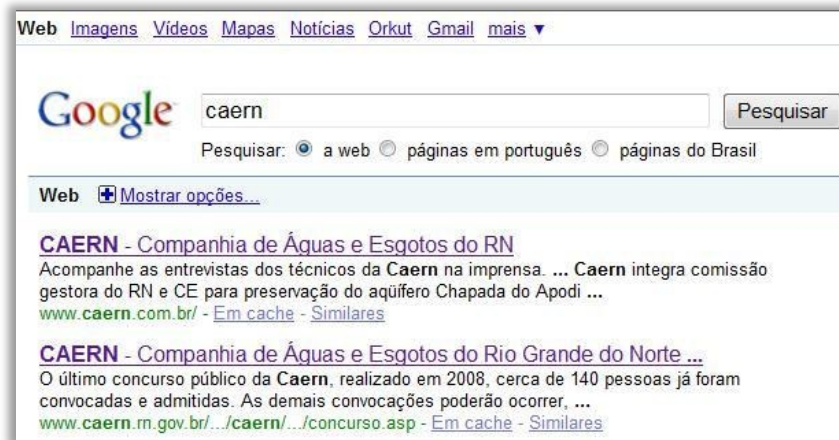 Web Imagens Vídeos Mapas Notícias Orkut Gmail mais ▼
Google caern Pesquisar
Pesquisar: a web páginas em português páginas do Brasil
Web Mostrar opções...
CAERN - Companhia de Águas e Esgotos do RN
Acompanhe as entrevistas dos técnicos da Caern na imprensa. ... Caern integra comissão
gestora do RN e CE para preservação do aqüífero Chapada do Apodi ...
www.caern.com.br/ - Em cache - Similares
CAERN - Companhia de Águas e Esgotos do Rio Grande do Norte ...
O último concurso público da Caern, realizado em 2008, cerca de 140 pessoas já foram
convocadas e admitidas. As demais convocações poderão ocorrer, ...
www.caern.rn.gov.br/.../caern/.../concurso.asp - Em cache - Similares